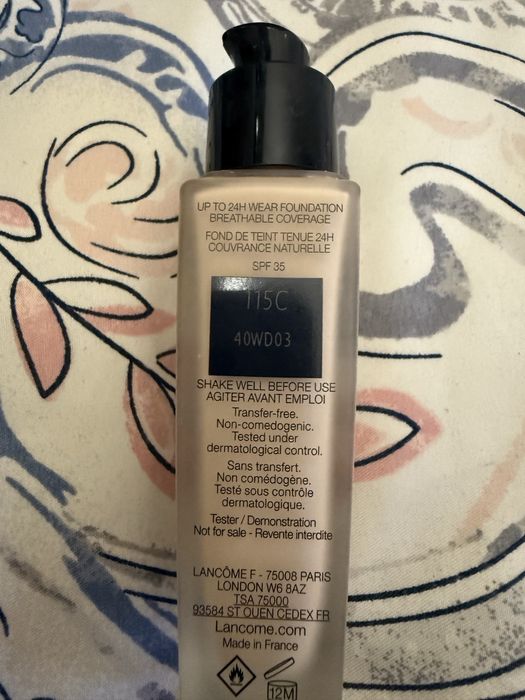 UP TO 24H WEAR FOUNDATION
BREATHABLE COVERAGE
FOND DE TEINT TENUE 24H
COUVRANCE NATURELLE
SPF 35
115C
40WD03
SHAKE WELL BEFORE USE
AGITER AVANT EMPLOI
Transfer-free.
Non-comedogenic.
Tested under
dermatological control.
Sans transfert.
Non comédogène.
Testé sous contrôle
dermatologique.
Tester / Demonstration
Not for sale - Revente interdite
LANCÔME F - 75008 PARIS
LONDON W6 8AZ
TSA 75000
93584 ST OUEN CEDEX FR
Lancome.com
Made in France
12M